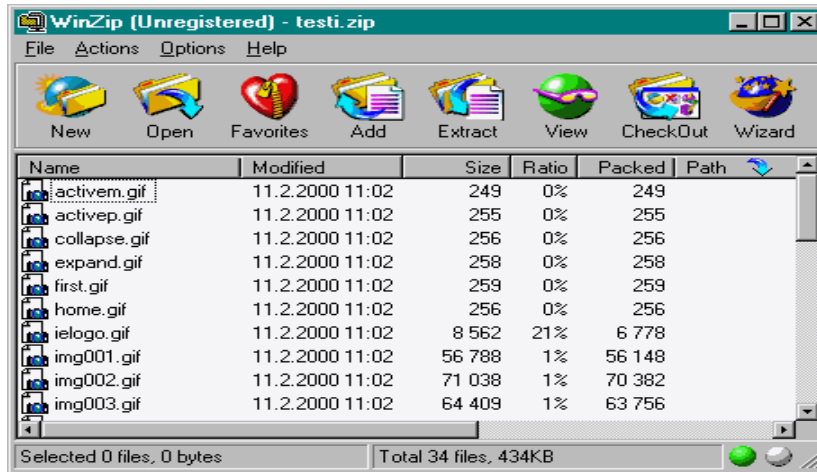 WinZip (Unregistered) - testi.zip
File Actions Options Help
New Open Favorites Add Extract View CheckOut Wizard
Name Modified Size Ratio Packed Path
activem.gif 11.2.2000 11:02 249 0% 249
activep.gif 11.2.2000 11:02 255 0% 255
collapse.gif 11.2.2000 11:02 256 0% 256
expand.gif 11.2.2000 11:02 258 0% 258
first.gif 11.2.2000 11:02 259 0% 259
home.gif 11.2.2000 11:02 256 0% 256
ielogo.gif 11.2.2000 11:02 8 562 21% 6 778
img001.gif 11.2.2000 11:02 56 788 1% 56 148
img002.gif 11.2.2000 11:02 71 038 1% 70 382
img003.gif 11.2.2000 11:02 64 409 1% 63 756
Selected 0 files, 0 bytes Total 34 files, 434KB